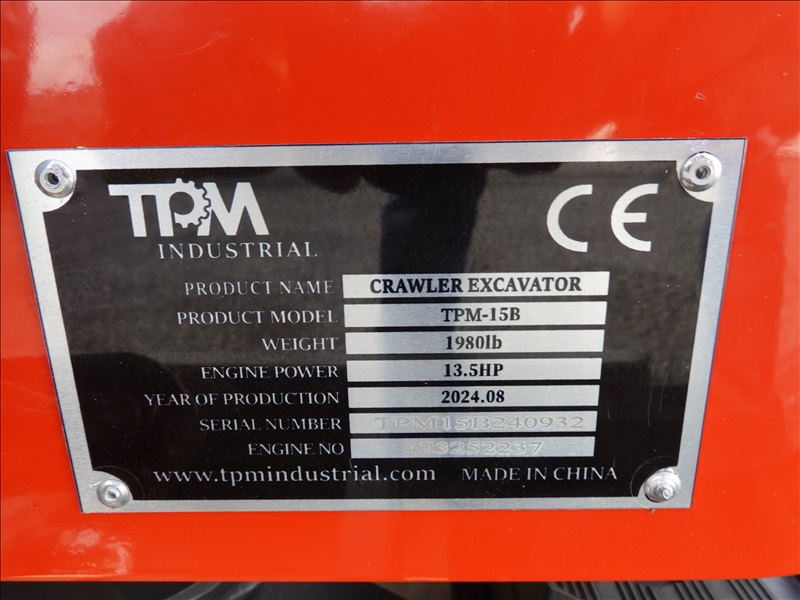 TPM
INDUSTRIAL
CE
PRODUCT NAME CRAWLER EXCAVATOR
PRODUCT MODEL TPM-15B
WEIGHT 1980lb
ENGINE POWER 13.5HP
YEAR OF PRODUCTION 2024.08
SERIAL NUMBER TPM15B240932
ENGINE NO 423252237
www.tpmindustrial.com MADE IN CHINA